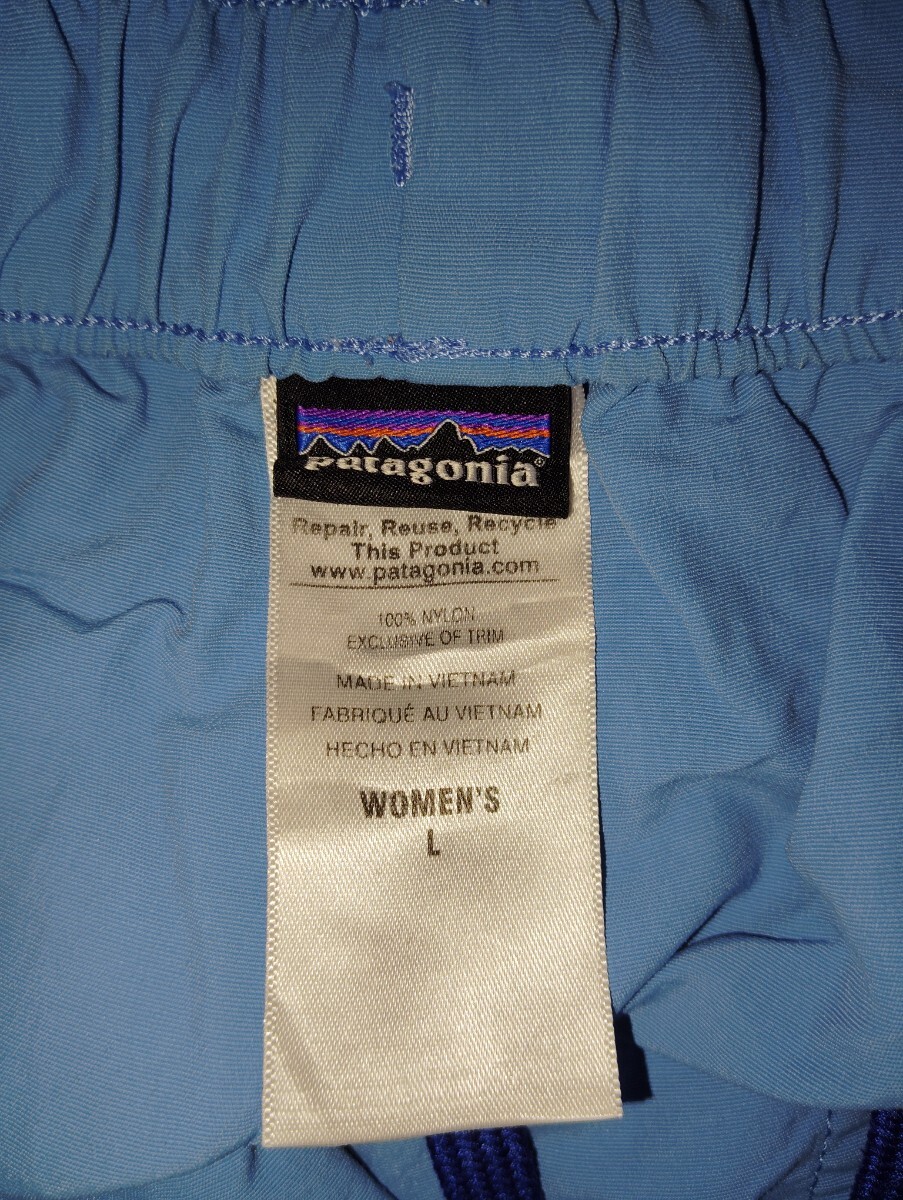 patagonia®
Repair, Reuse, Recycle
This Product
www.patagonia.com
100% NYLON
EXCLUSIVE OF TRIM
MADE IN VIETNAM
FABRIQUÉ AU VIETNAM
HECHO EN VIETNAM
WOMEN'S
L